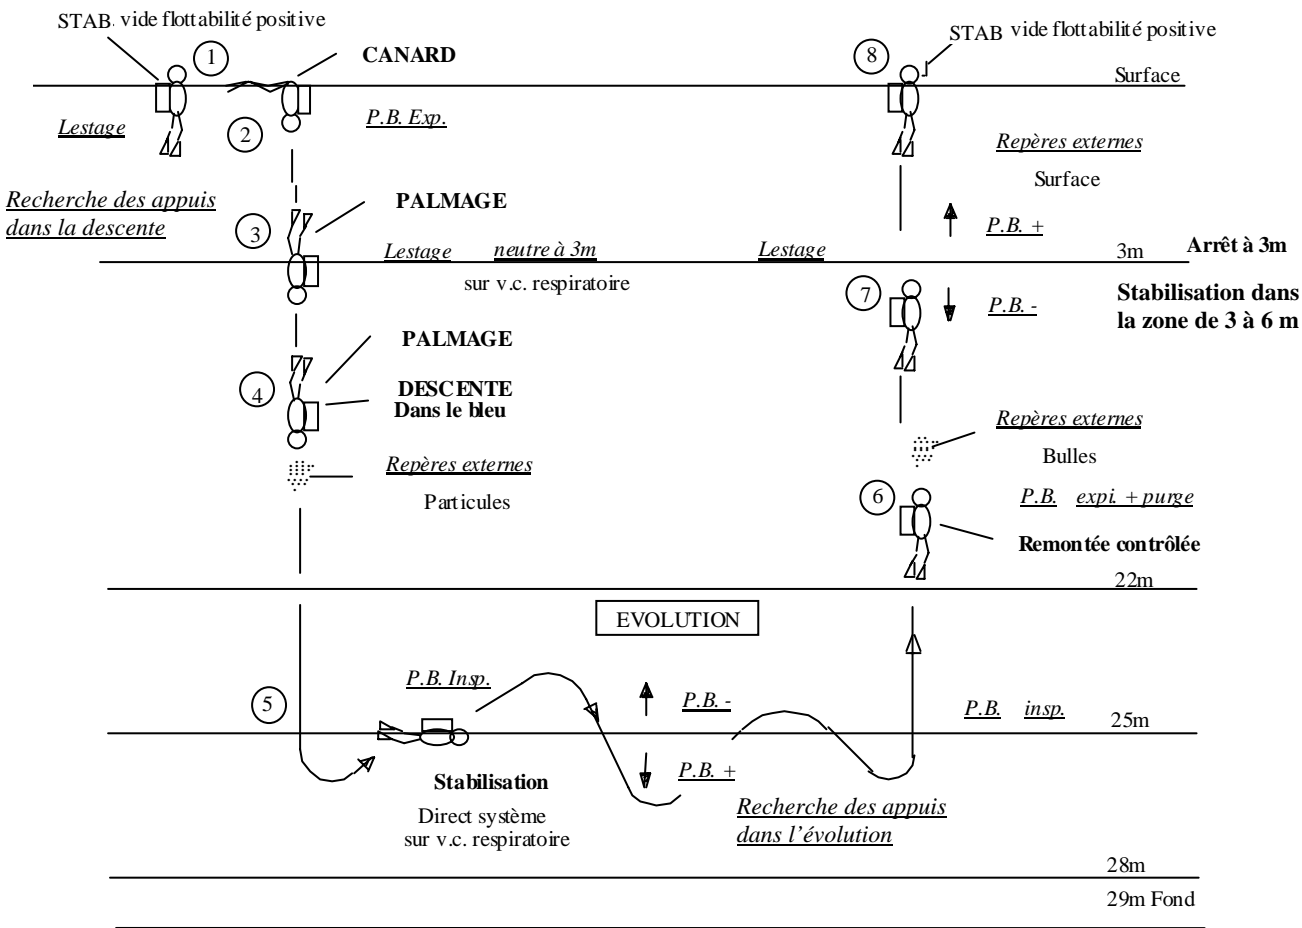 STAB. vide flottabilité positive
1
CANARD
8
STAB vide flottabilité positive
Surface
Lestage
2
P.B. Exp.
Repères externes
Surface
Recherche des appuis
dans la descente
3
PALMAGE
P.B. +
Lestage neutre à 3m
sur v.c. respiratoire
Lestage
3m
Arrêt à 3m
7
P.B. -
Stabilisation dans
la zone de 3 à 6 m
PALMAGE
4
DESCENTE
Dans le bleu
Repères externes
Particules
Repères externes
Bulles
6
P.B. expi. + purge
Remontée contrôlée
22m
EVOLUTION
5
P.B. Insp.
P.B. -
P.B. insp.
25m
P.B. +
Stabilisation
Direct système
sur v.c. respiratoire
Recherche des appuis
dans l'évolution
28m
29m Fond